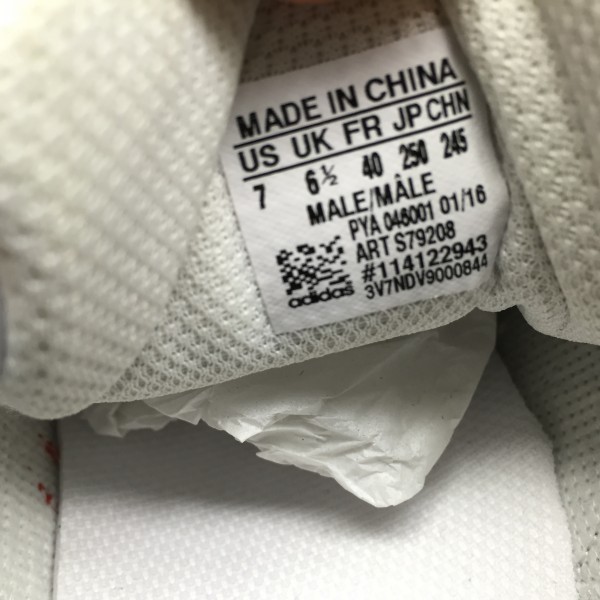 MADE IN CHINA
US UK FR JP CHN
7 6½ 40 250 245
MALE/MÂLE
PYA 046001 01/16
ART S79208
#114122943
3V7NDV9000844
adidas